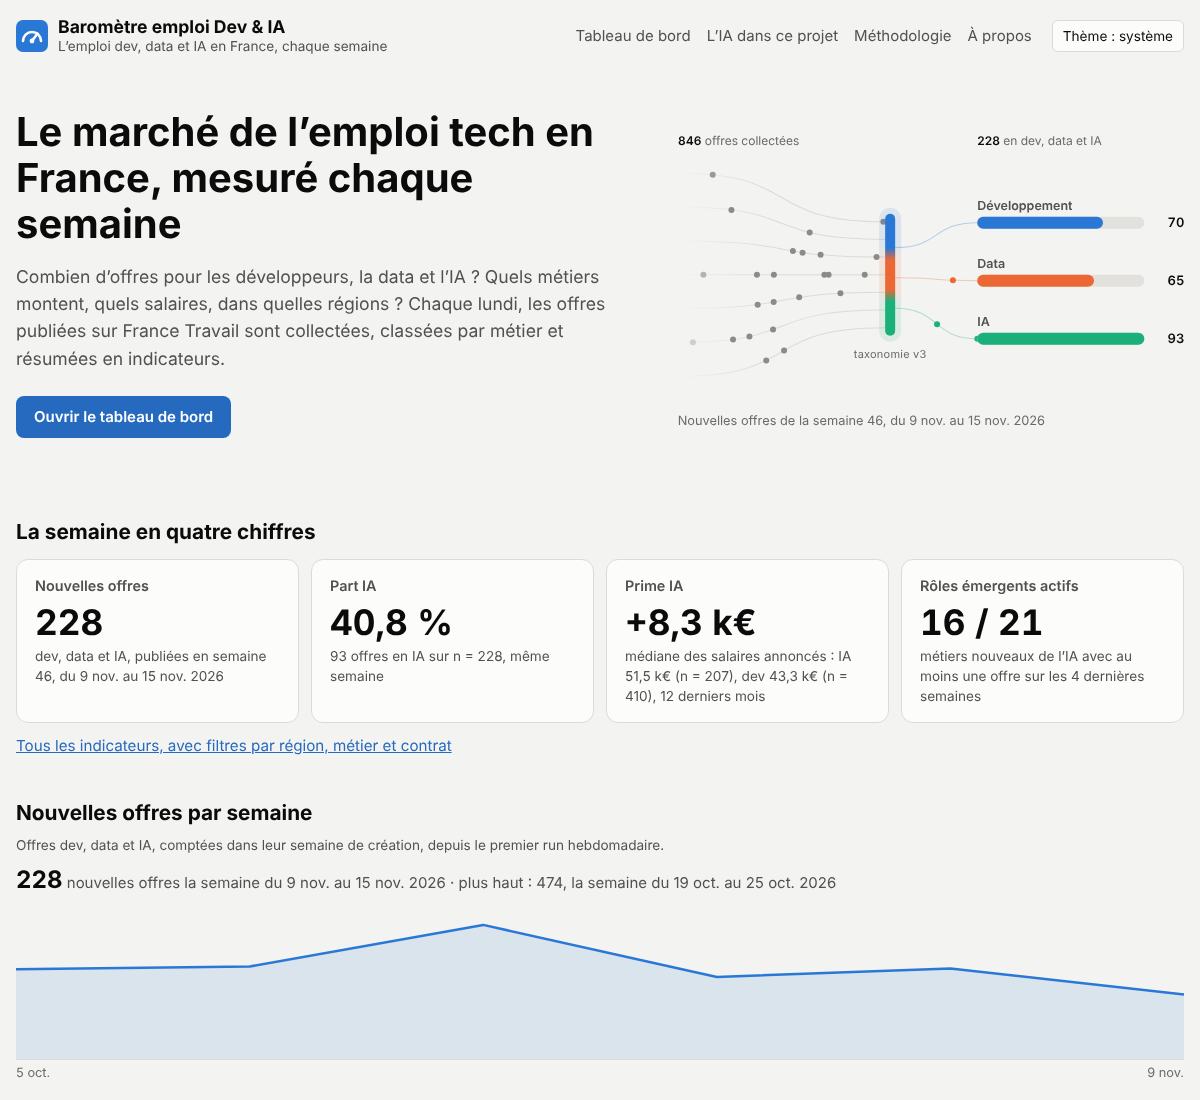 Baromètre emploi Dev & IA
L’emploi dev, data et IA en France, chaque semaine
Tableau de bord
L’IA dans ce projet
Méthodologie
À propos
Thème : système
Le marché de l’emploi tech en
France, mesuré chaque
semaine
Combien d’offres pour les développeurs, la data et l’IA ? Quels métiers
montent, quels salaires, dans quelles régions ? Chaque lundi, les offres
publiées sur France Travail sont collectées, classées par métier et
résumées en indicateurs.
Ouvrir le tableau de bord
846 offres collectées
228 en dev, data et IA
Développement
70
Data
65
IA
93
taxonomie v3
Nouvelles offres de la semaine 46, du 9 nov. au 15 nov. 2026
La semaine en quatre chiffres
Nouvelles offres
228
dev, data et IA, publiées en semaine
46, du 9 nov. au 15 nov. 2026
Part IA
40,8 %
93 offres en IA sur n = 228, même
semaine
Prime IA
+8,3 k€
médiane des salaires annoncés : IA
51,5 k€ (n = 207), dev 43,3 k€ (n =
410), 12 derniers mois
Rôles émergents actifs
16 / 21
métiers nouveaux de l’IA avec au
moins une offre sur les 4 dernières
semaines
Tous les indicateurs, avec filtres par région, métier et contrat
Nouvelles offres par semaine
Offres dev, data et IA, comptées dans leur semaine de création, depuis le premier run hebdomadaire.
228 nouvelles offres la semaine du 9 nov. au 15 nov. 2026 · plus haut : 474, la semaine du 19 oct. au 25 oct. 2026
5 oct.
9 nov.